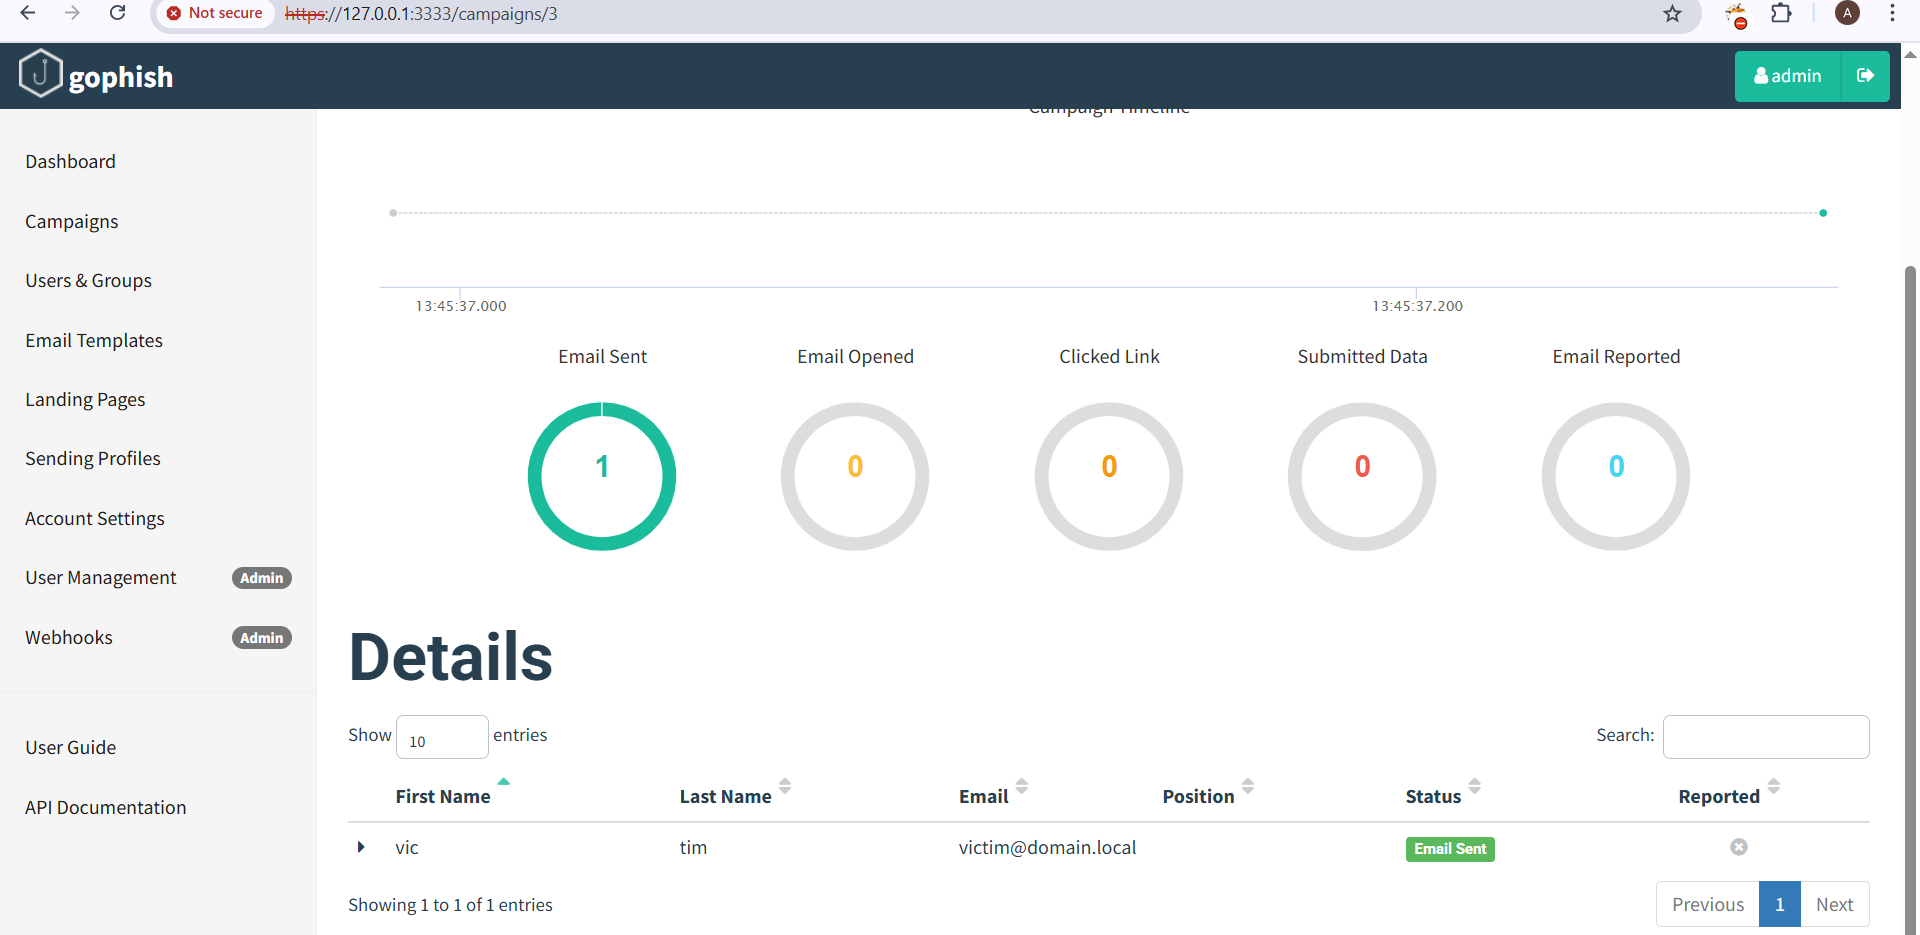 Not secure https://127.0.0.1:3333/campaigns/3 A
gophish
admin
Campaign Timeline
Dashboard
Campaigns
Users & Groups
Email Templates
Landing Pages
Sending Profiles
Account Settings
User Management Admin
Webhooks Admin
User Guide
API Documentation
13:45:37.000 13:45:37.200
Email Sent Email Opened Clicked Link Submitted Data Email Reported
1 0 0 0 0
Details
Show 10 entries Search:
First Name Last Name Email Position Status Reported
vic tim victim@domain.local Email Sent
Showing 1 to 1 of 1 entries Previous 1 Next